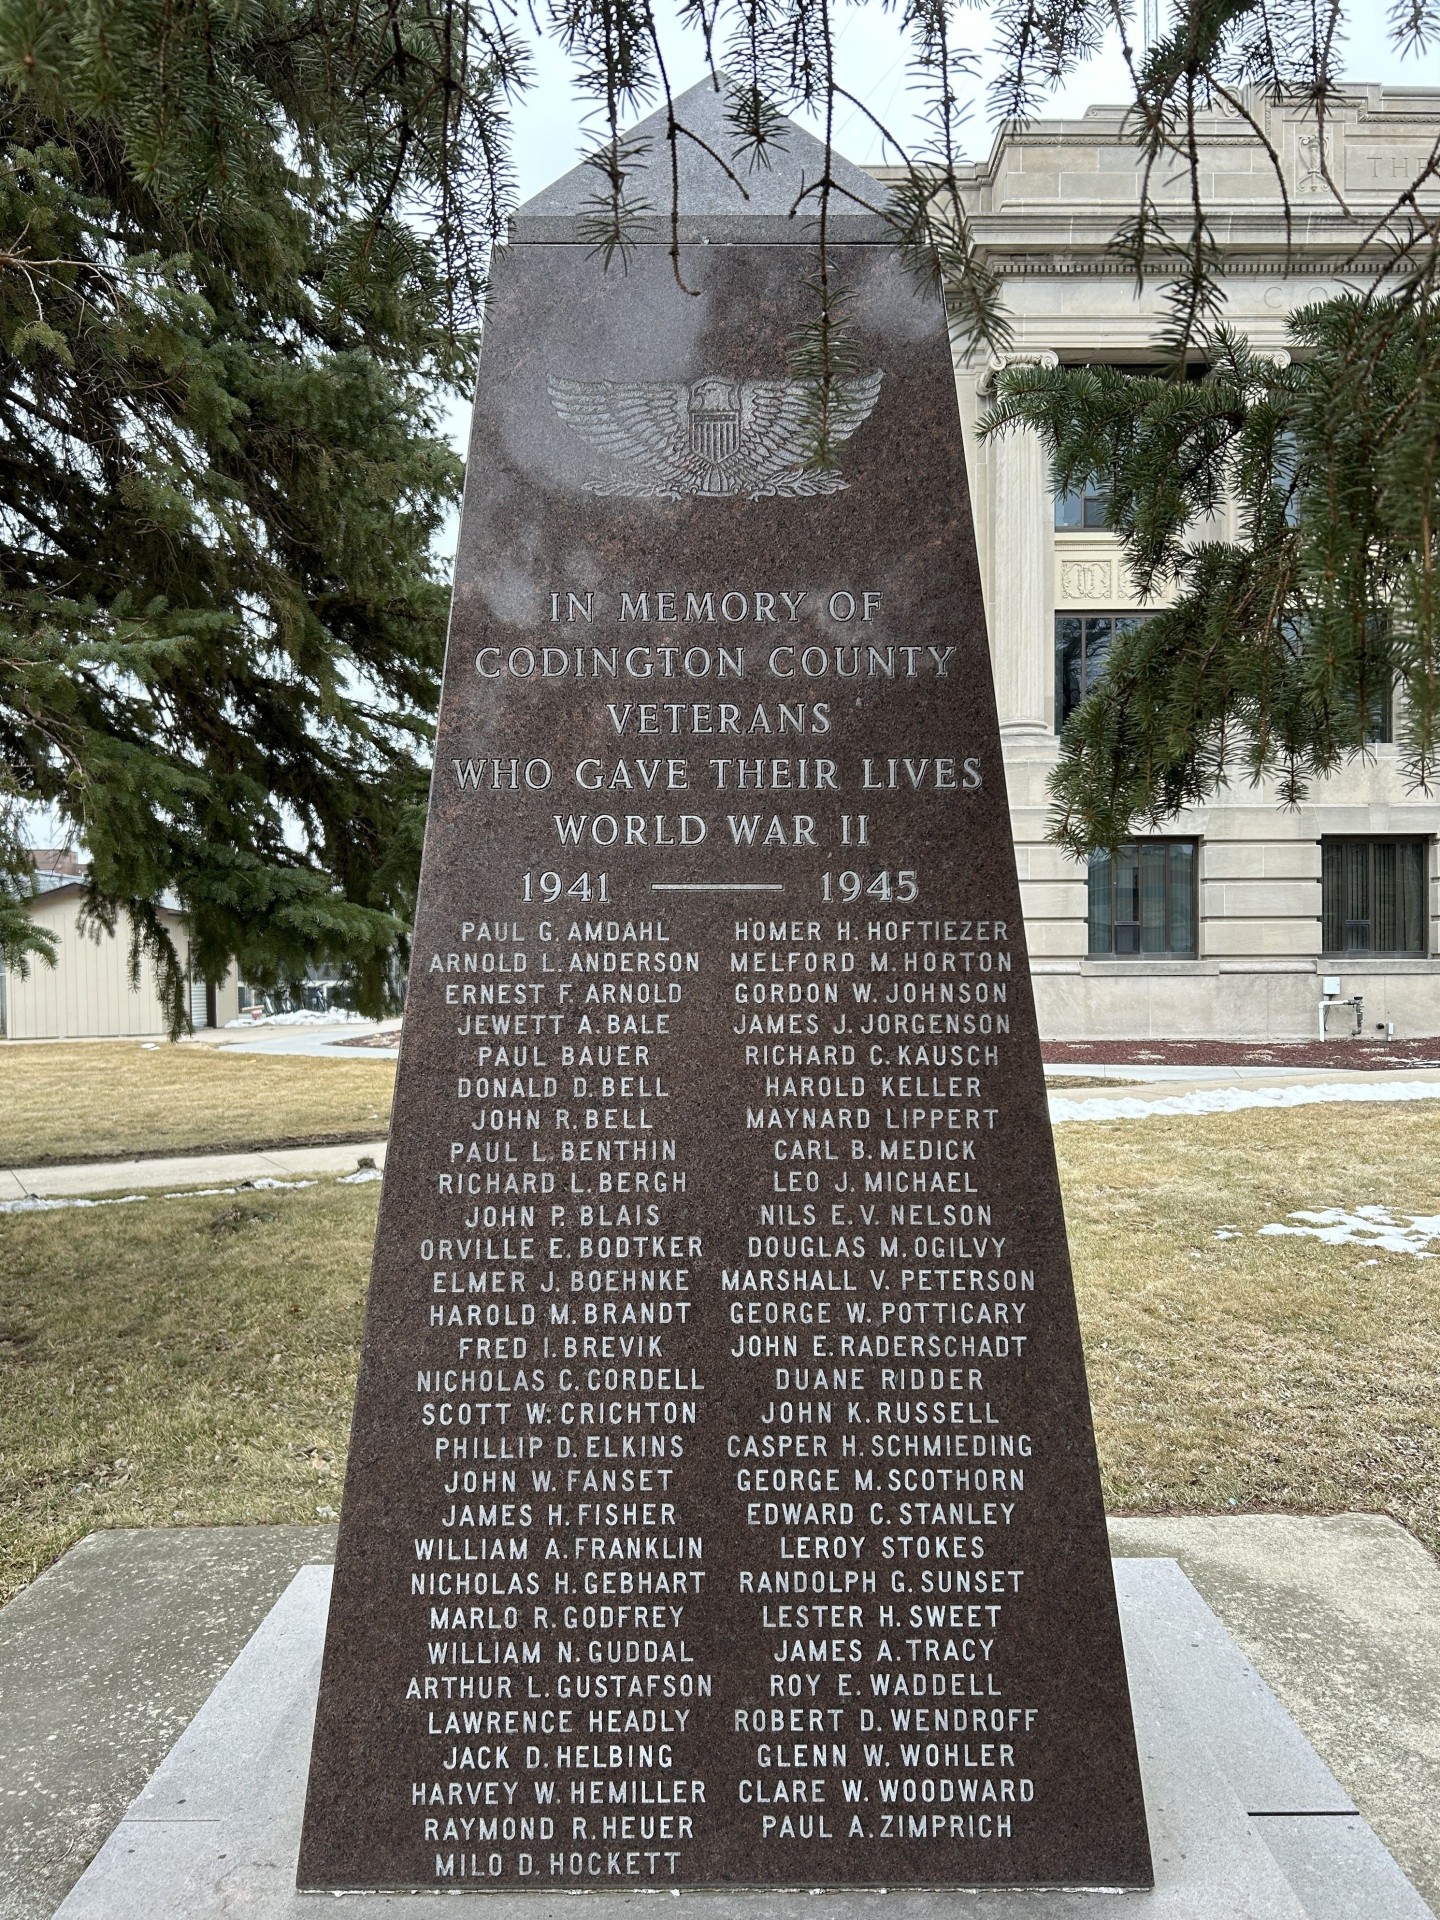 IN MEMORY OF
CODINGTON COUNTY
VETERANS
WHO GAVE THEIR LIVES
WORLD WAR II
1941 — 1945
PAUL G. AMDAHL
ARNOLD L. ANDERSON
ERNEST F. ARNOLD
JEWETT A. BALE
PAUL BAUER
DONALD D. BELL
JOHN R. BELL
PAUL L. BENTHIN
RICHARD L. BERGH
JOHN P. BLAIS
ORVILLE E. BODTKER
ELMER J. BOEHNKE
HAROLD M. BRANDT
FRED I. BREVIK
NICHOLAS C. CORDELL
SCOTT W. CRICHTON
PHILLIP D. ELKINS
JOHN W. FANSET
JAMES H. FISHER
WILLIAM A. FRANKLIN
NICHOLAS H. GEBHART
MARLO R. GODFREY
WILLIAM N. GUDDAL
ARTHUR L. GUSTAFSON
LAWRENCE HEADLY
JACK D. HELBING
HARVEY W. HEMILLER
RAYMOND R. HEUER
MILO D. HOCKETT
HOMER H. HOFTIEZER
MELFORD M. HORTON
GORDON W. JOHNSON
JAMES J. JORGENSON
RICHARD C. KAUSCH
HAROLD KELLER
MAYNARD LIPPERT
CARL B. MEDICK
LEO J. MICHAEL
NILS E. V. NELSON
DOUGLAS M. OGILVY
MARSHALL V. PETERSON
GEORGE W. POTTICARY
JOHN E. RADERSCHADT
DUANE RIDDER
JOHN K. RUSSELL
CASPER H. SCHMIEDING
GEORGE M. SCOTHORN
EDWARD C. STANLEY
LEROY STOKES
RANDOLPH G. SUNSET
LESTER H. SWEET
JAMES A. TRACY
ROY E. WADDELL
ROBERT D. WENDROFF
GLENN W. WOHLER
CLARE W. WOODWARD
PAUL A. ZIMPRICH